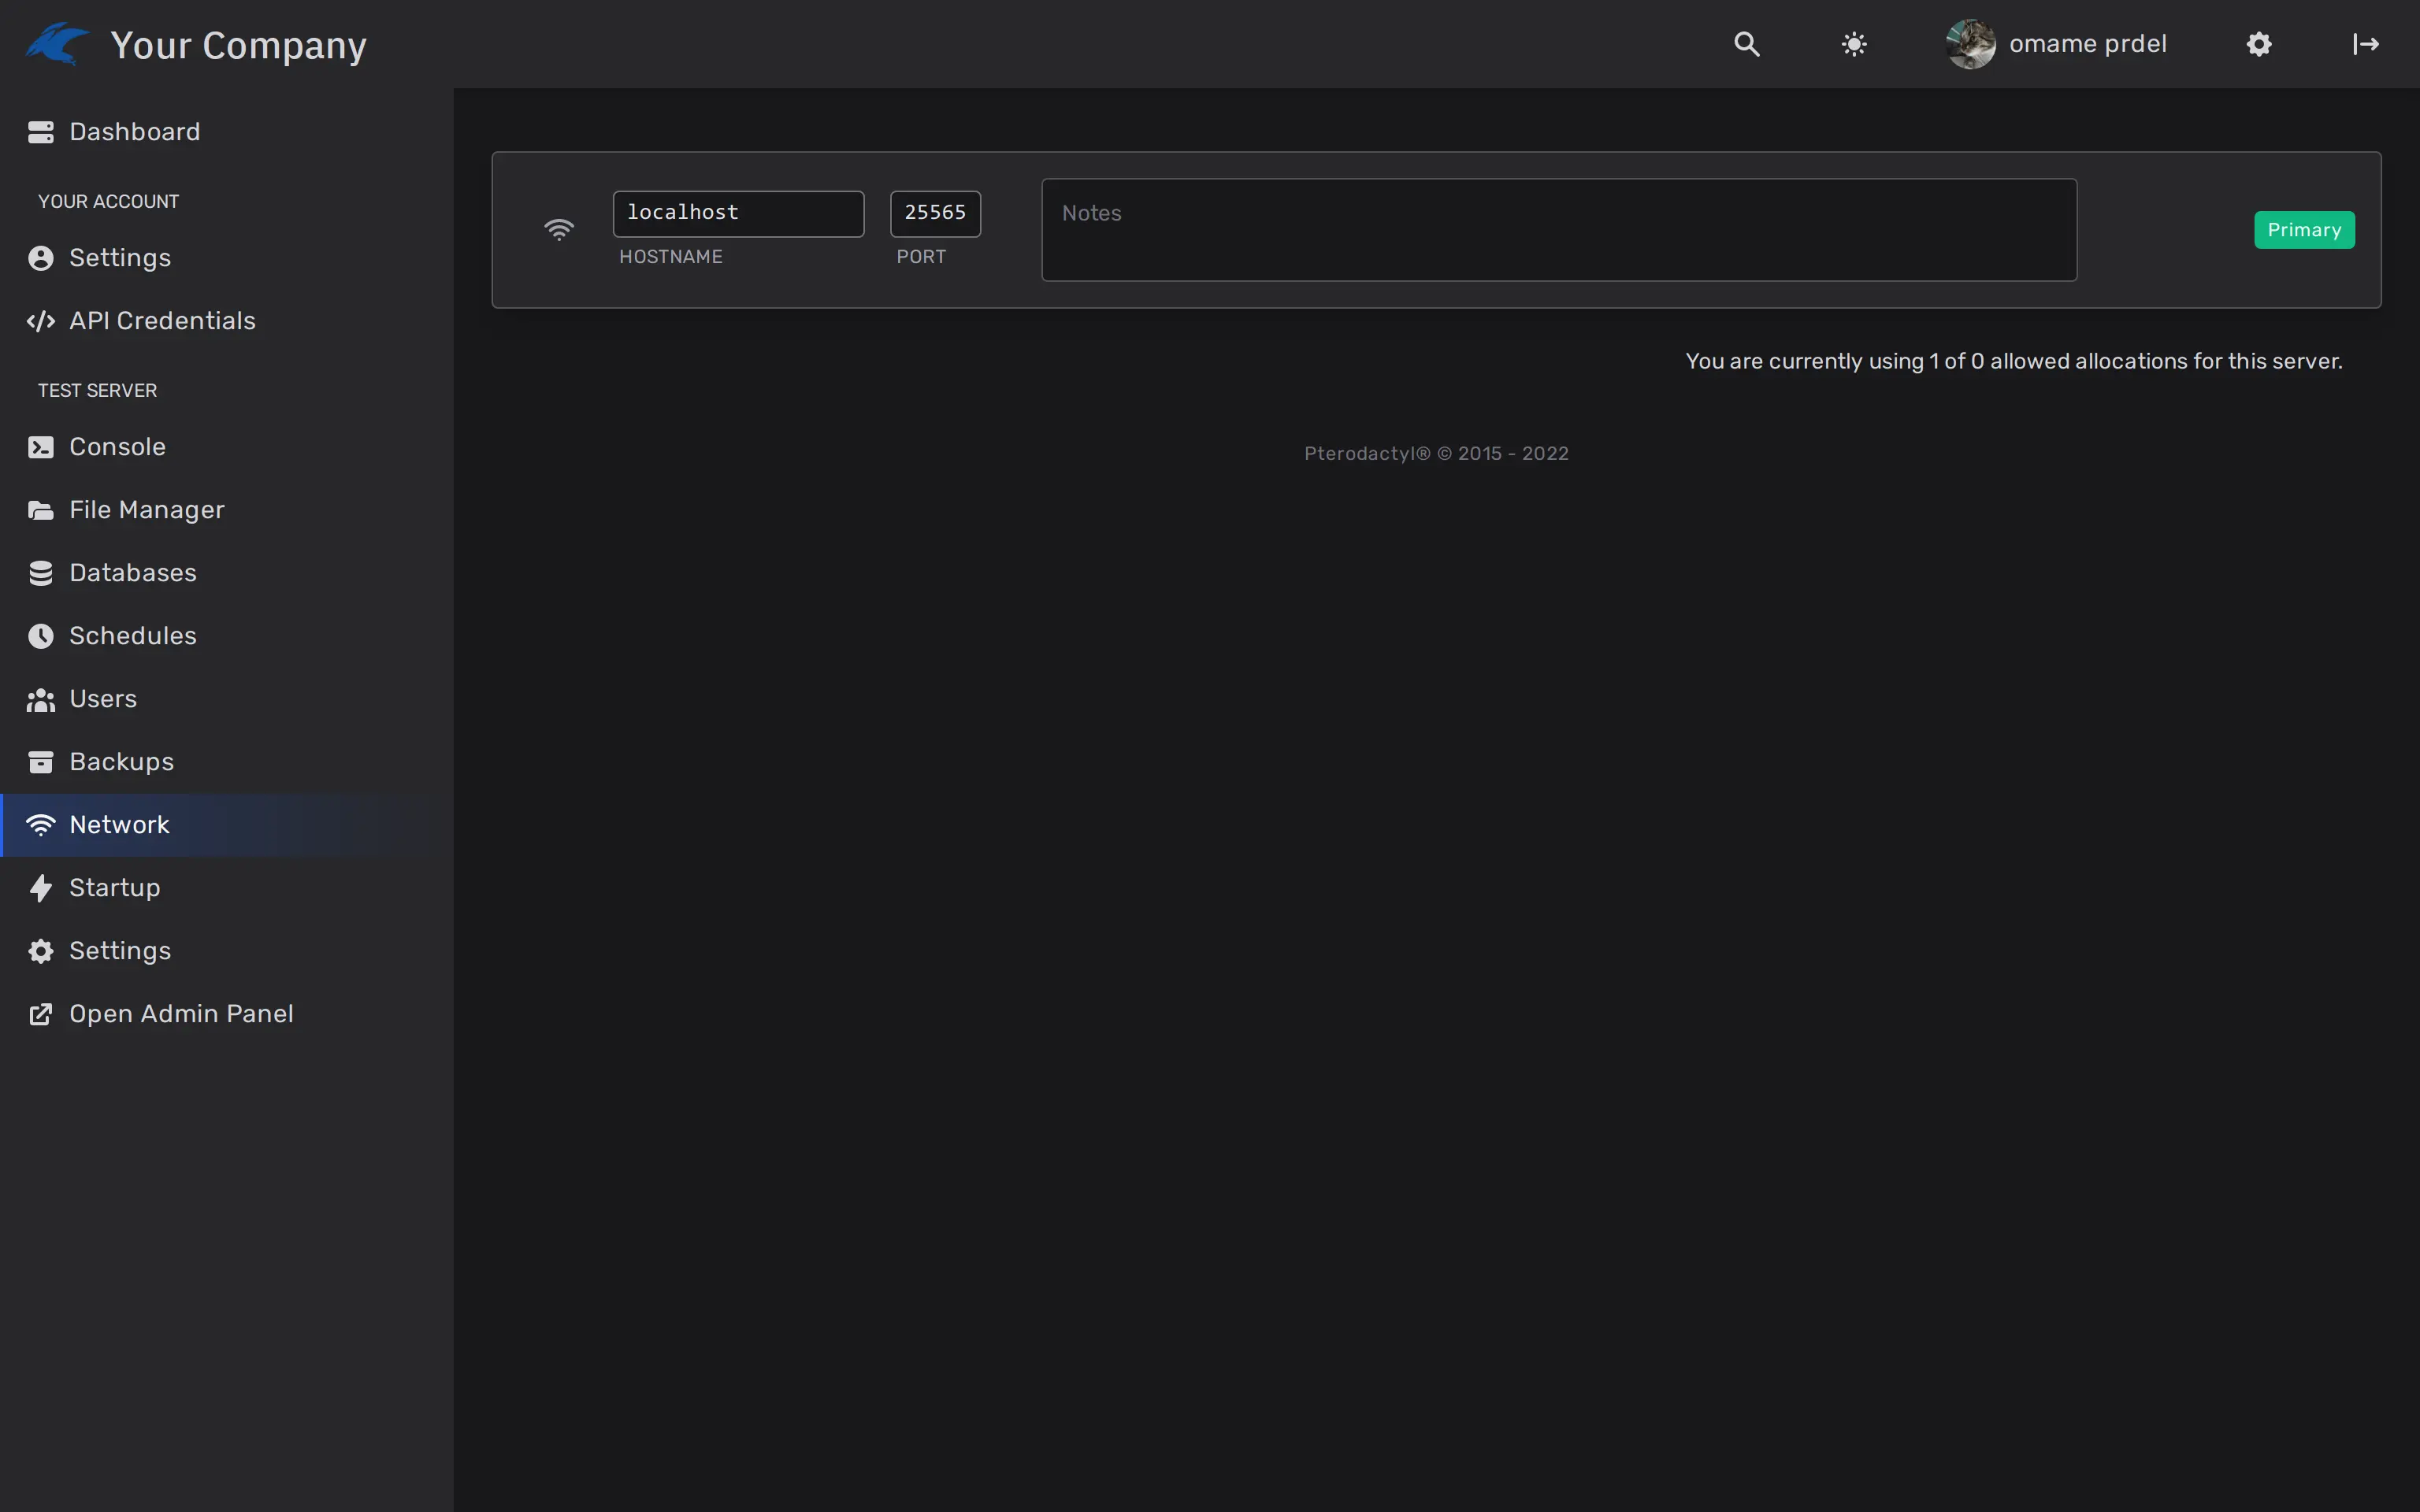 Your Company
omame prdel
Dashboard
YOUR ACCOUNT
Settings
API Credentials
TEST SERVER
Console
File Manager
Databases
Schedules
Users
Backups
Network
Startup
Settings
Open Admin Panel
localhost
25565
HOSTNAME
PORT
Notes
Primary
You are currently using 1 of 0 allowed allocations for this server.
Pterodactyl® © 2015 - 2022